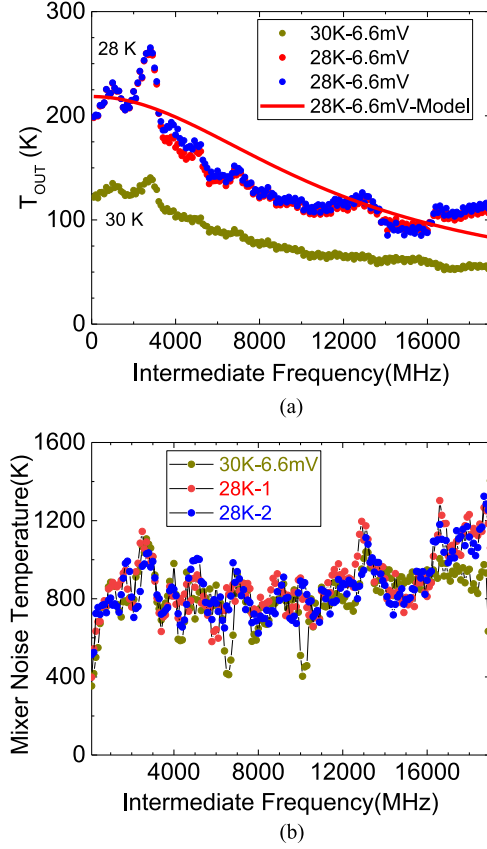 300
200
100
0
T_OUT (K)
28 K
30 K
30K-6.6mV
28K-6.6mV
28K-6.6mV
28K-6.6mV-Model
0 4000 8000 12000 16000
Intermediate Frequency(MHz)
(a)
1600
1200
800
400
0
Mixer Noise Temperature(K)
30K-6.6mV
28K-1
28K-2
4000 8000 12000 16000
Intermediate Frequency(MHz)
(b)